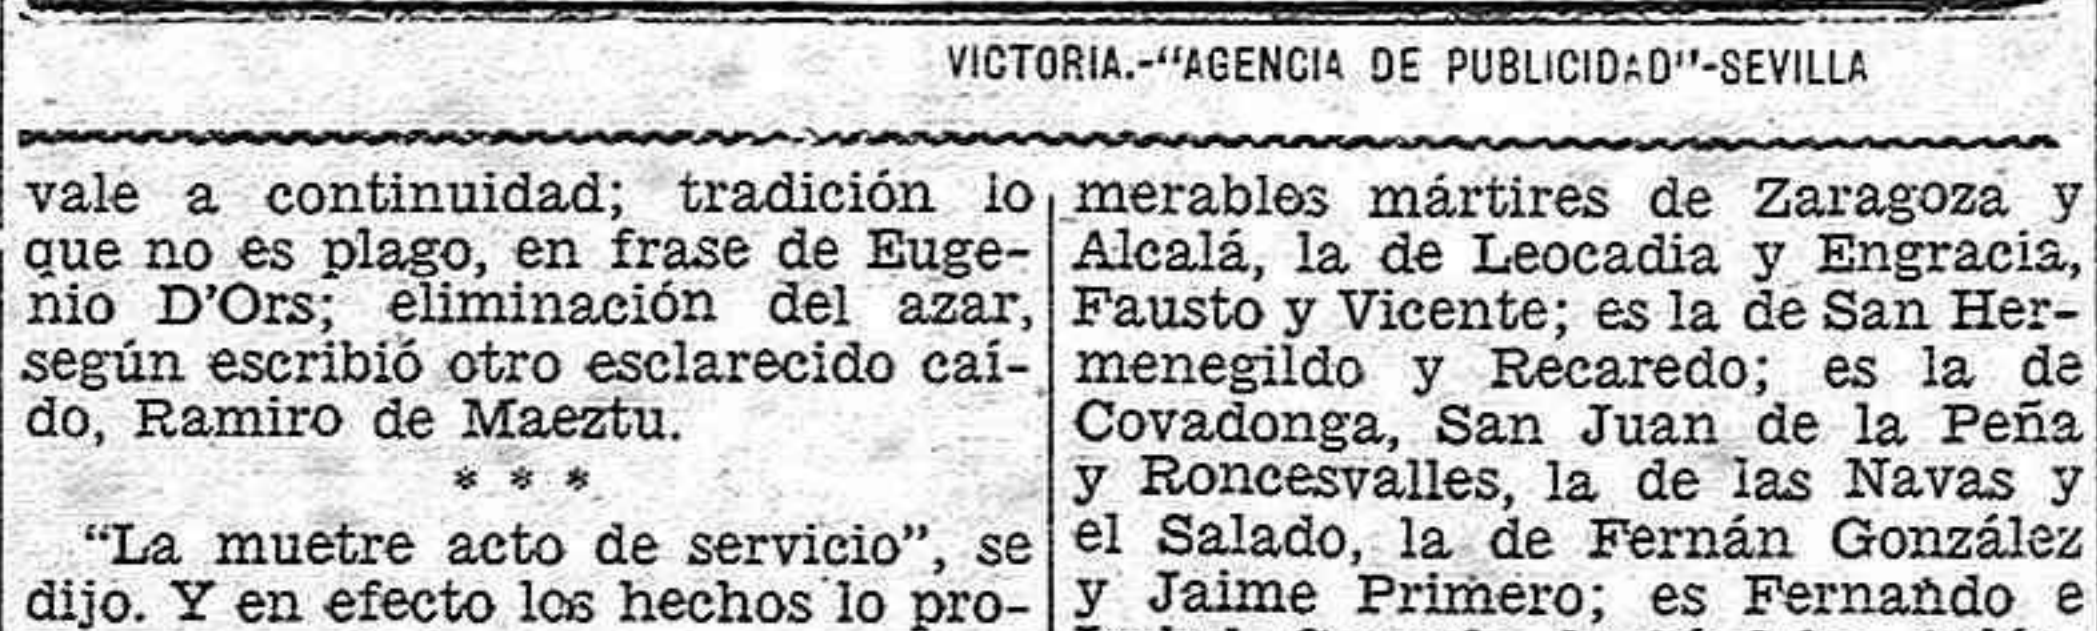 VICTORIA.-"AGENCIA DE PUBLICIDAD"-SEVILLA
vale a continuidad; tradición lo
que no es plago, en frase de Euge-
nio D'Ors; eliminación del azar,
según escribió otro esclarecido caí-
do, Ramiro de Maeztu.
* * *
"La muetre acto de servicio", se
dijo. Y en efecto los hechos lo pro-
merables mártires de Zaragoza y
Alcalá, la de Leocadia y Engracia,
Fausto y Vicente; es la de San Her-
menegildo y Recaredo; es la de
Covadonga, San Juan de la Peña
y Roncesvalles, la de las Navas y
el Salado, la de Fernán González
y Jaime Primero; es Fernando e